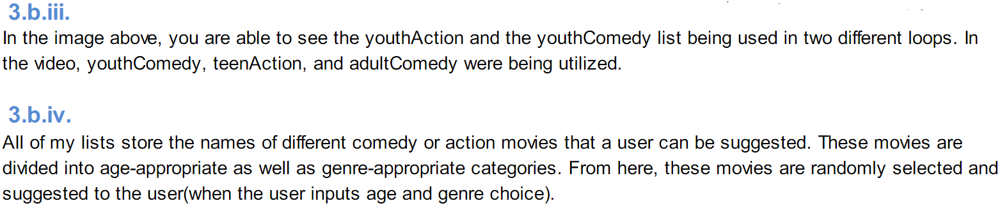 3.b.iii.
In the image above, you are able to see the youthAction and the youthComedy list being used in two different loops. In
the video, youthComedy, teenAction, and adultComedy were being utilized.
3.b.iv.
All of my lists store the names of different comedy or action movies that a user can be suggested. These movies are
divided into age-appropriate as well as genre-appropriate categories. From here, these movies are randomly selected and
suggested to the user(when the user inputs age and genre choice).